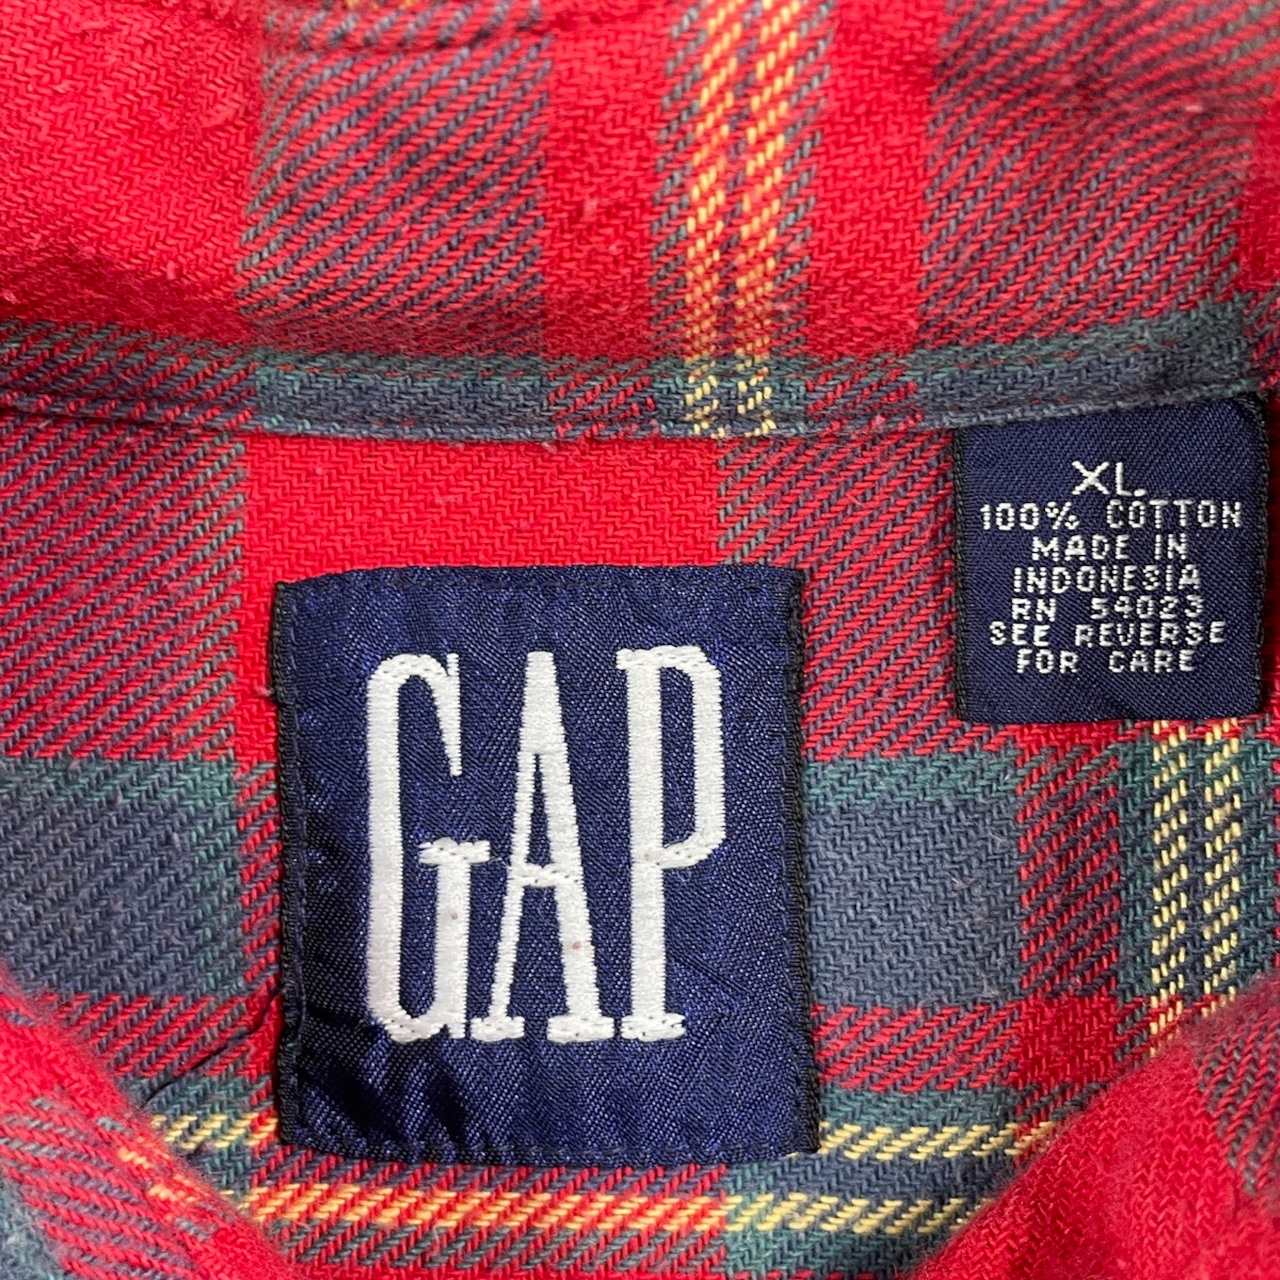 XL
100% COTTON
MADE IN
INDONESIA
RN 54023
SEE REVERSE
FOR CARE
GAP